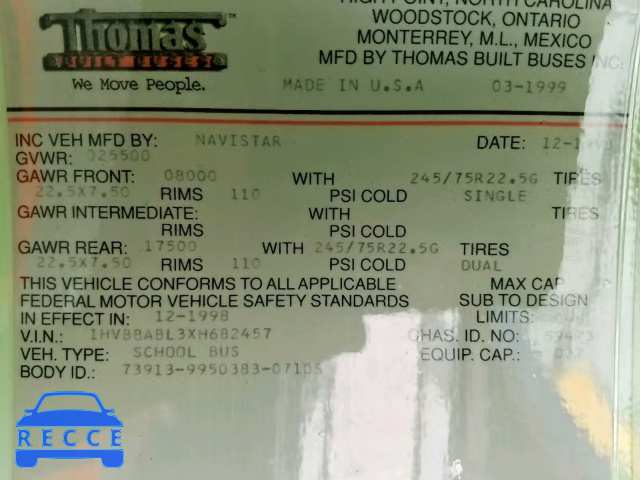 Thomas™
BUILT BUSES
We Move People.
HIGH POINT, NORTH CAROLINA
WOODSTOCK, ONTARIO
MONTERREY, M.L., MEXICO
MFD BY THOMAS BUILT BUSES INC.
MADE IN U.S.A 03-1999
INC VEH MFD BY: NAVISTAR DATE:
GVWR: 025500
GAWR FRONT: 08000 WITH 245/75R22.5G TIRES
22.5X7.50 RIMS 110 PSI COLD SINGLE
GAWR INTERMEDIATE: WITH TIRES
RIMS PSI COLD
GAWR REAR: 17500 WITH 245/75R22.5G TIRES
22.5X7.50 RIMS 110 PSI COLD DUAL
THIS VEHICLE CONFORMS TO ALL APPLICABLE MAX CAP
FEDERAL MOTOR VEHICLE SAFETY STANDARDS SUB TO DESIGN
IN EFFECT IN: 12-1998 LIMITS:
V.I.N.: 1HVBBABL3XH682457 CHAS. ID. NO:
VEH. TYPE: SCHOOL BUS EQUIP. CAP.:
BODY ID.: 73913-9950383-0710S
RECCE